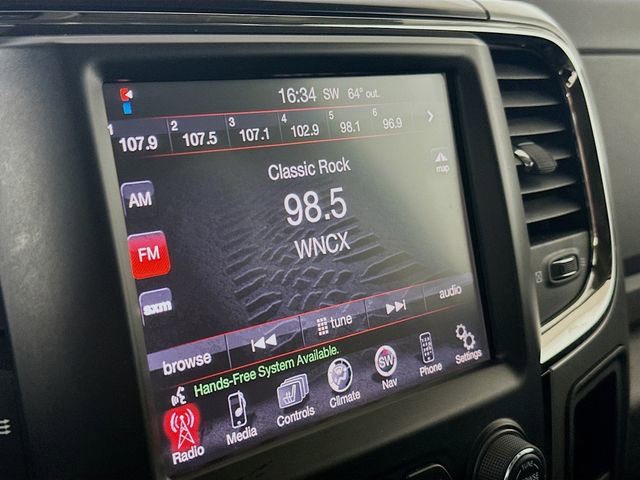 16:34 SW 64° out.
1 107.9 2 107.5 3 107.1 4 102.9 5 98.1 6 96.9
map
Classic Rock
AM
98.5
FM
WNCX
sxm
browse tune audio
Hands-Free System Available.
Radio Media Controls Climate SW Nav Phone Settings
TUNE